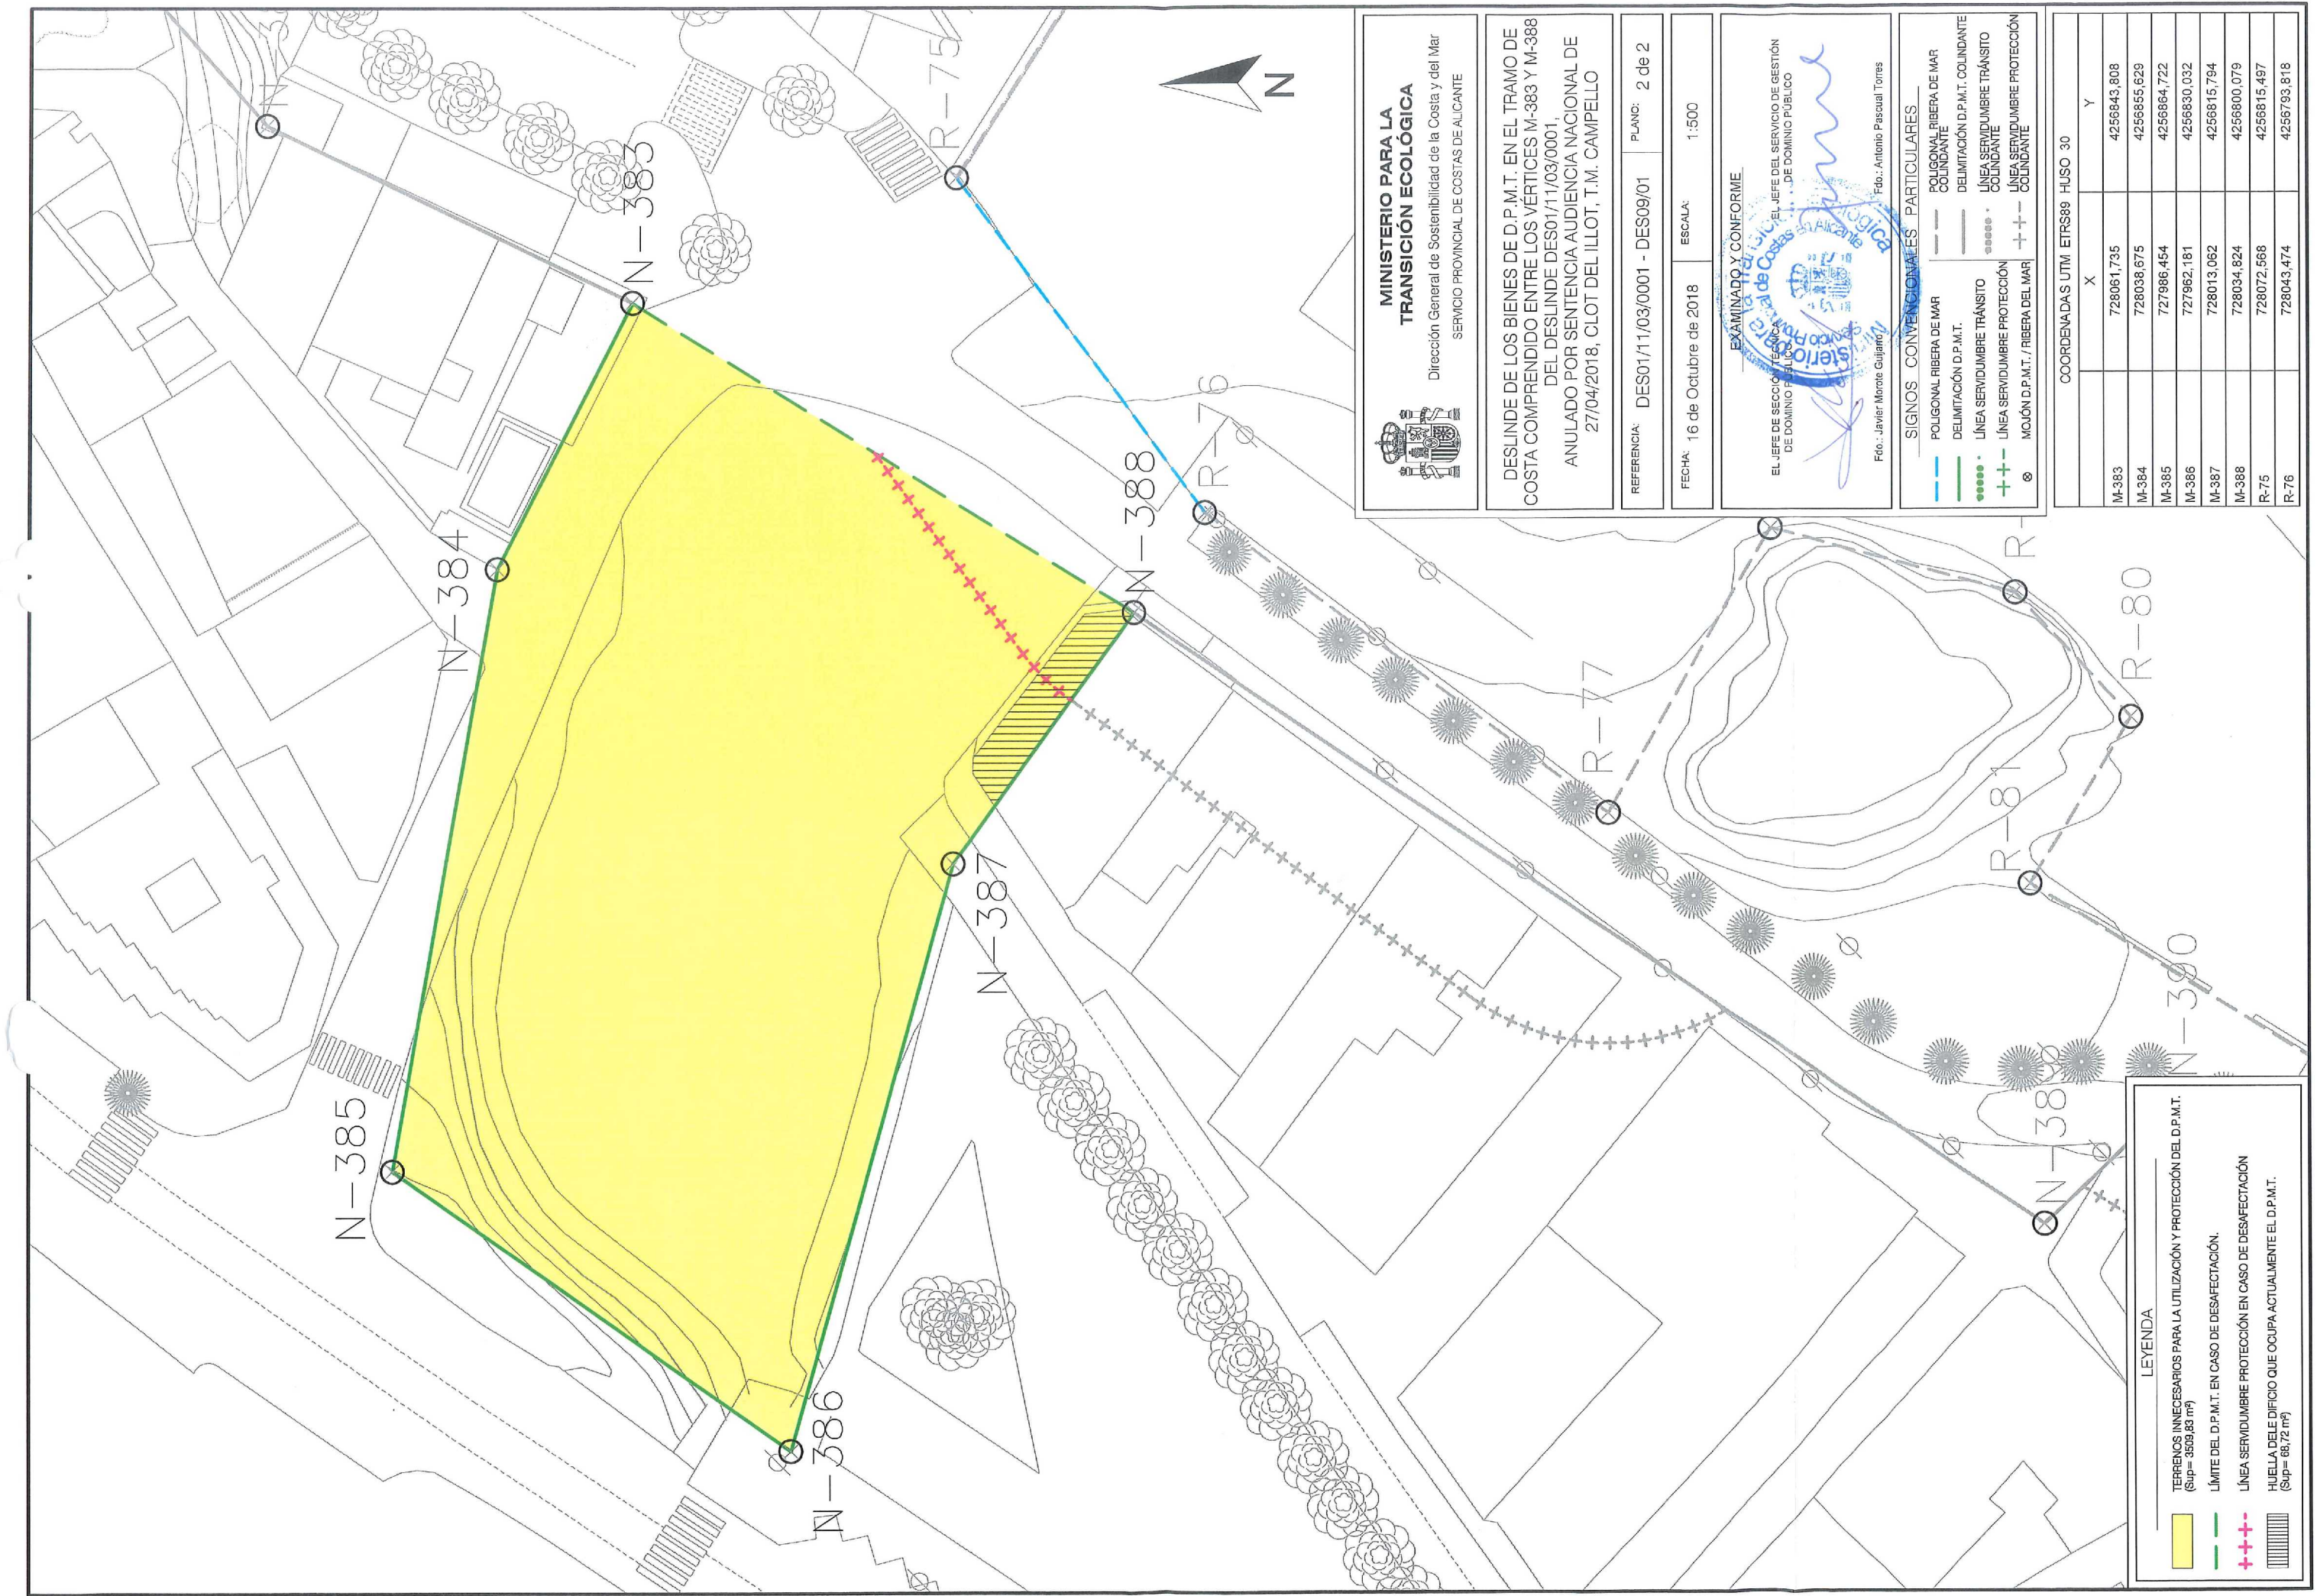 N-3
N-383
R-75
N-384
R-76
N-388
N-385
N-387
R-77
N-386
R-
R-80
R-81
N-390
N-38
N
MINISTERIO PARA LA
TRANSICIÓN ECOLÓGICA
Dirección General de Sostenibilidad de la Costa y del Mar
SERVICIO PROVINCIAL DE COSTAS DE ALICANTE
DESLINDE DE LOS BIENES DE D.P.M.T. EN EL TRAMO DE
COSTA COMPRENDIDO ENTRE LOS VÉRTICES M-383 Y M-388
DEL DESLINDE DES01/11/03/0001,
ANULADO POR SENTENCIA AUDIENCIA NACIONAL DE
27/04/2018, CLOT DEL ILLOT, T.M. CAMPELLO
REFERENCIA: DES01/11/03/0001 - DES09/01 PLANO: 2 de 2
FECHA: 16 de Octubre de 2018 ESCALA: 1:500
EXAMINADO Y CONFORME
EL JEFE DE SECCIÓN TÉCNICA EL JEFE DEL SERVICIO DE GESTIÓN
DE DOMINIO PÚBLICO DE DOMINIO PÚBLICO
Fdo.: Javier Morote Guijarro Fdo.: Antonio Pascual Torres
SIGNOS CONVENCIONALES PARTICULARES
POLIGONAL RIBERA DE MAR
DELIMITACIÓN D.P.M.T.
LÍNEA SERVIDUMBRE TRÁNSITO
LÍNEA SERVIDUMBRE PROTECCIÓN
MOJÓN D.P.M.T. / RIBERA DEL MAR
POLIGONAL RIBERA DE MAR
COLINDANTE
DELIMITACIÓN D.P.M.T. COLINDANTE
LÍNEA SERVIDUMBRE TRÁNSITO
COLINDANTE
LÍNEA SERVIDUMBRE PROTECCIÓN
COLINDANTE
COORDENADAS UTM ETRS89 HUSO 30
X Y
M-383 728061,735 4256843,808
M-384 728038,675 4256855,629
M-385 727986,454 4256864,722
M-386 727962,181 4256830,032
M-387 728013,062 4256815,794
M-388 728034,824 4256800,079
R-75 728072,568 4256815,497
R-76 728043,474 4256793,818
LEYENDA
TERRENOS INNECESARIOS PARA LA UTILIZACIÓN Y PROTECCIÓN DEL D.P.M.T.
(Sup= 3509,83 m²)
LÍMITE DEL D.P.M.T. EN CASO DE DESAFECTACIÓN.
LÍNEA SERVIDUMBRE PROTECCIÓN EN CASO DE DESAFECTACIÓN
HUELLA DELE DIFICIO QUE OCUPA ACTUALMENTE EL D.P.M.T.
(Sup= 68,72 m²)